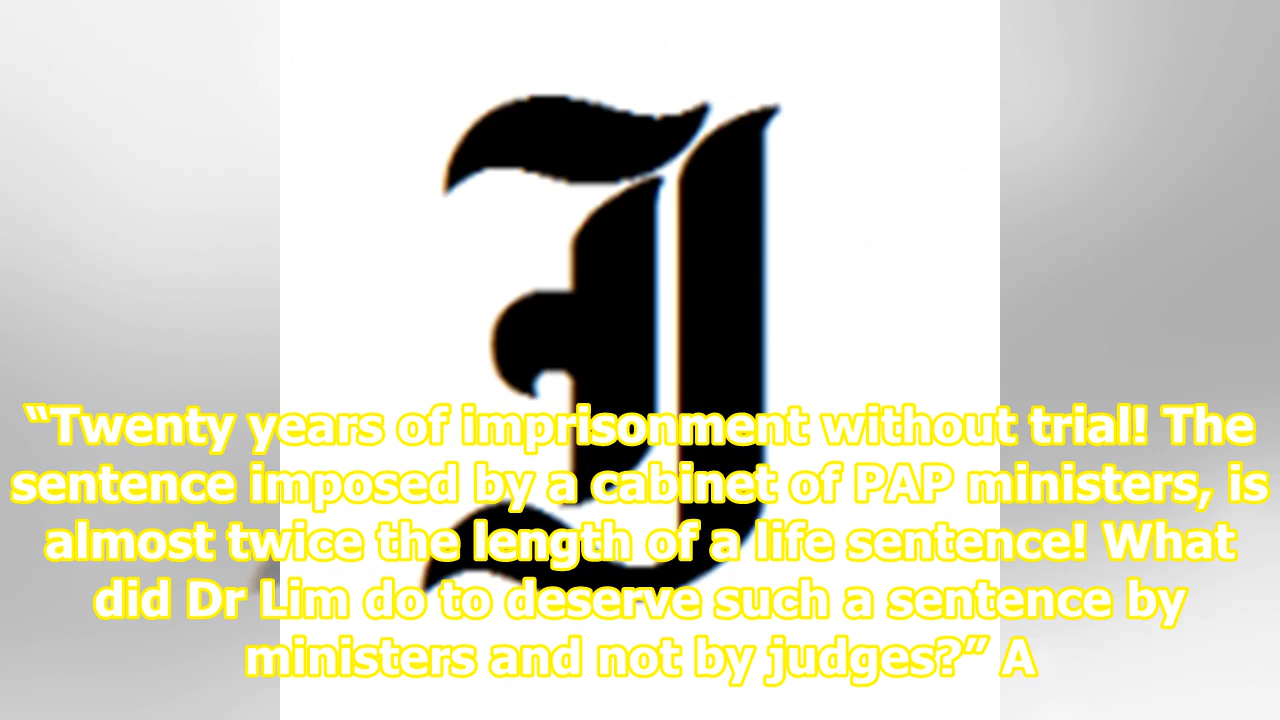 “Twenty years of imprisonment without trial! The
sentence imposed by a cabinet of PAP ministers, is
almost twice the length of a life sentence! What
did Dr Lim do to deserve such a sentence by
ministers and not by judges?” A